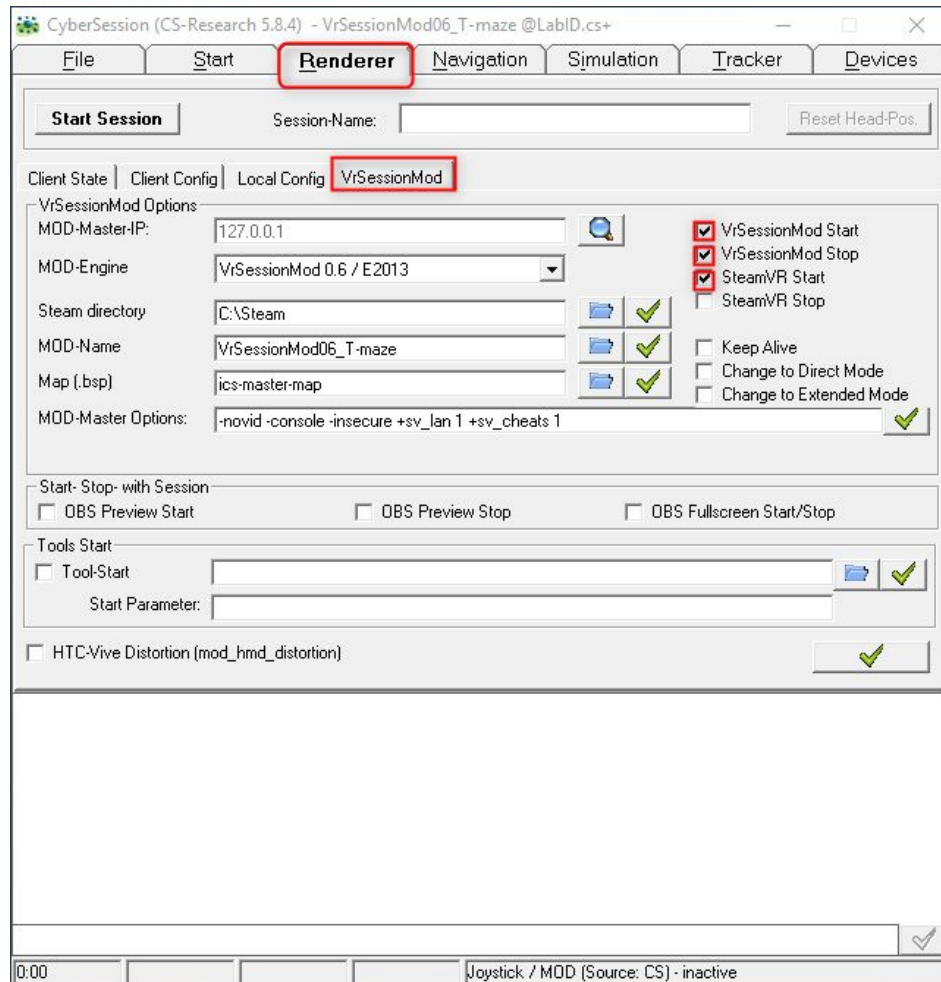 CyberSession (CS-Research 5.8.4) - VrSessionMod06_T-maze @LabID.cs+
File Start Renderer Navigation Simulation Tracker Devices
Start Session Session-Name: Reset Head-Pos.
Client State Client Config Local Config VrSessionMod
VrSessionMod Options
MOD-Master-IP: 127.0.0.1 VrSessionMod Start
VrSessionMod Stop
MOD-Engine VrSessionMod 0.6 / E2013 SteamVR Start
SteamVR Stop
Steam directory C:\Steam
MOD-Name VrSessionMod06_T-maze Keep Alive
Change to Direct Mode
Map (.bsp) ics-master-map Change to Extended Mode
MOD-Master Options: -novid -console -insecure +sv_lan 1 +sv_cheats 1
Start- Stop- with Session
OBS Preview Start OBS Preview Stop OBS Fullscreen Start/Stop
Tools Start
Tool-Start
Start Parameter:
HTC-Vive Distortion (mod_hmd_distortion)
0:00 Joystick / MOD (Source: CS) - inactive